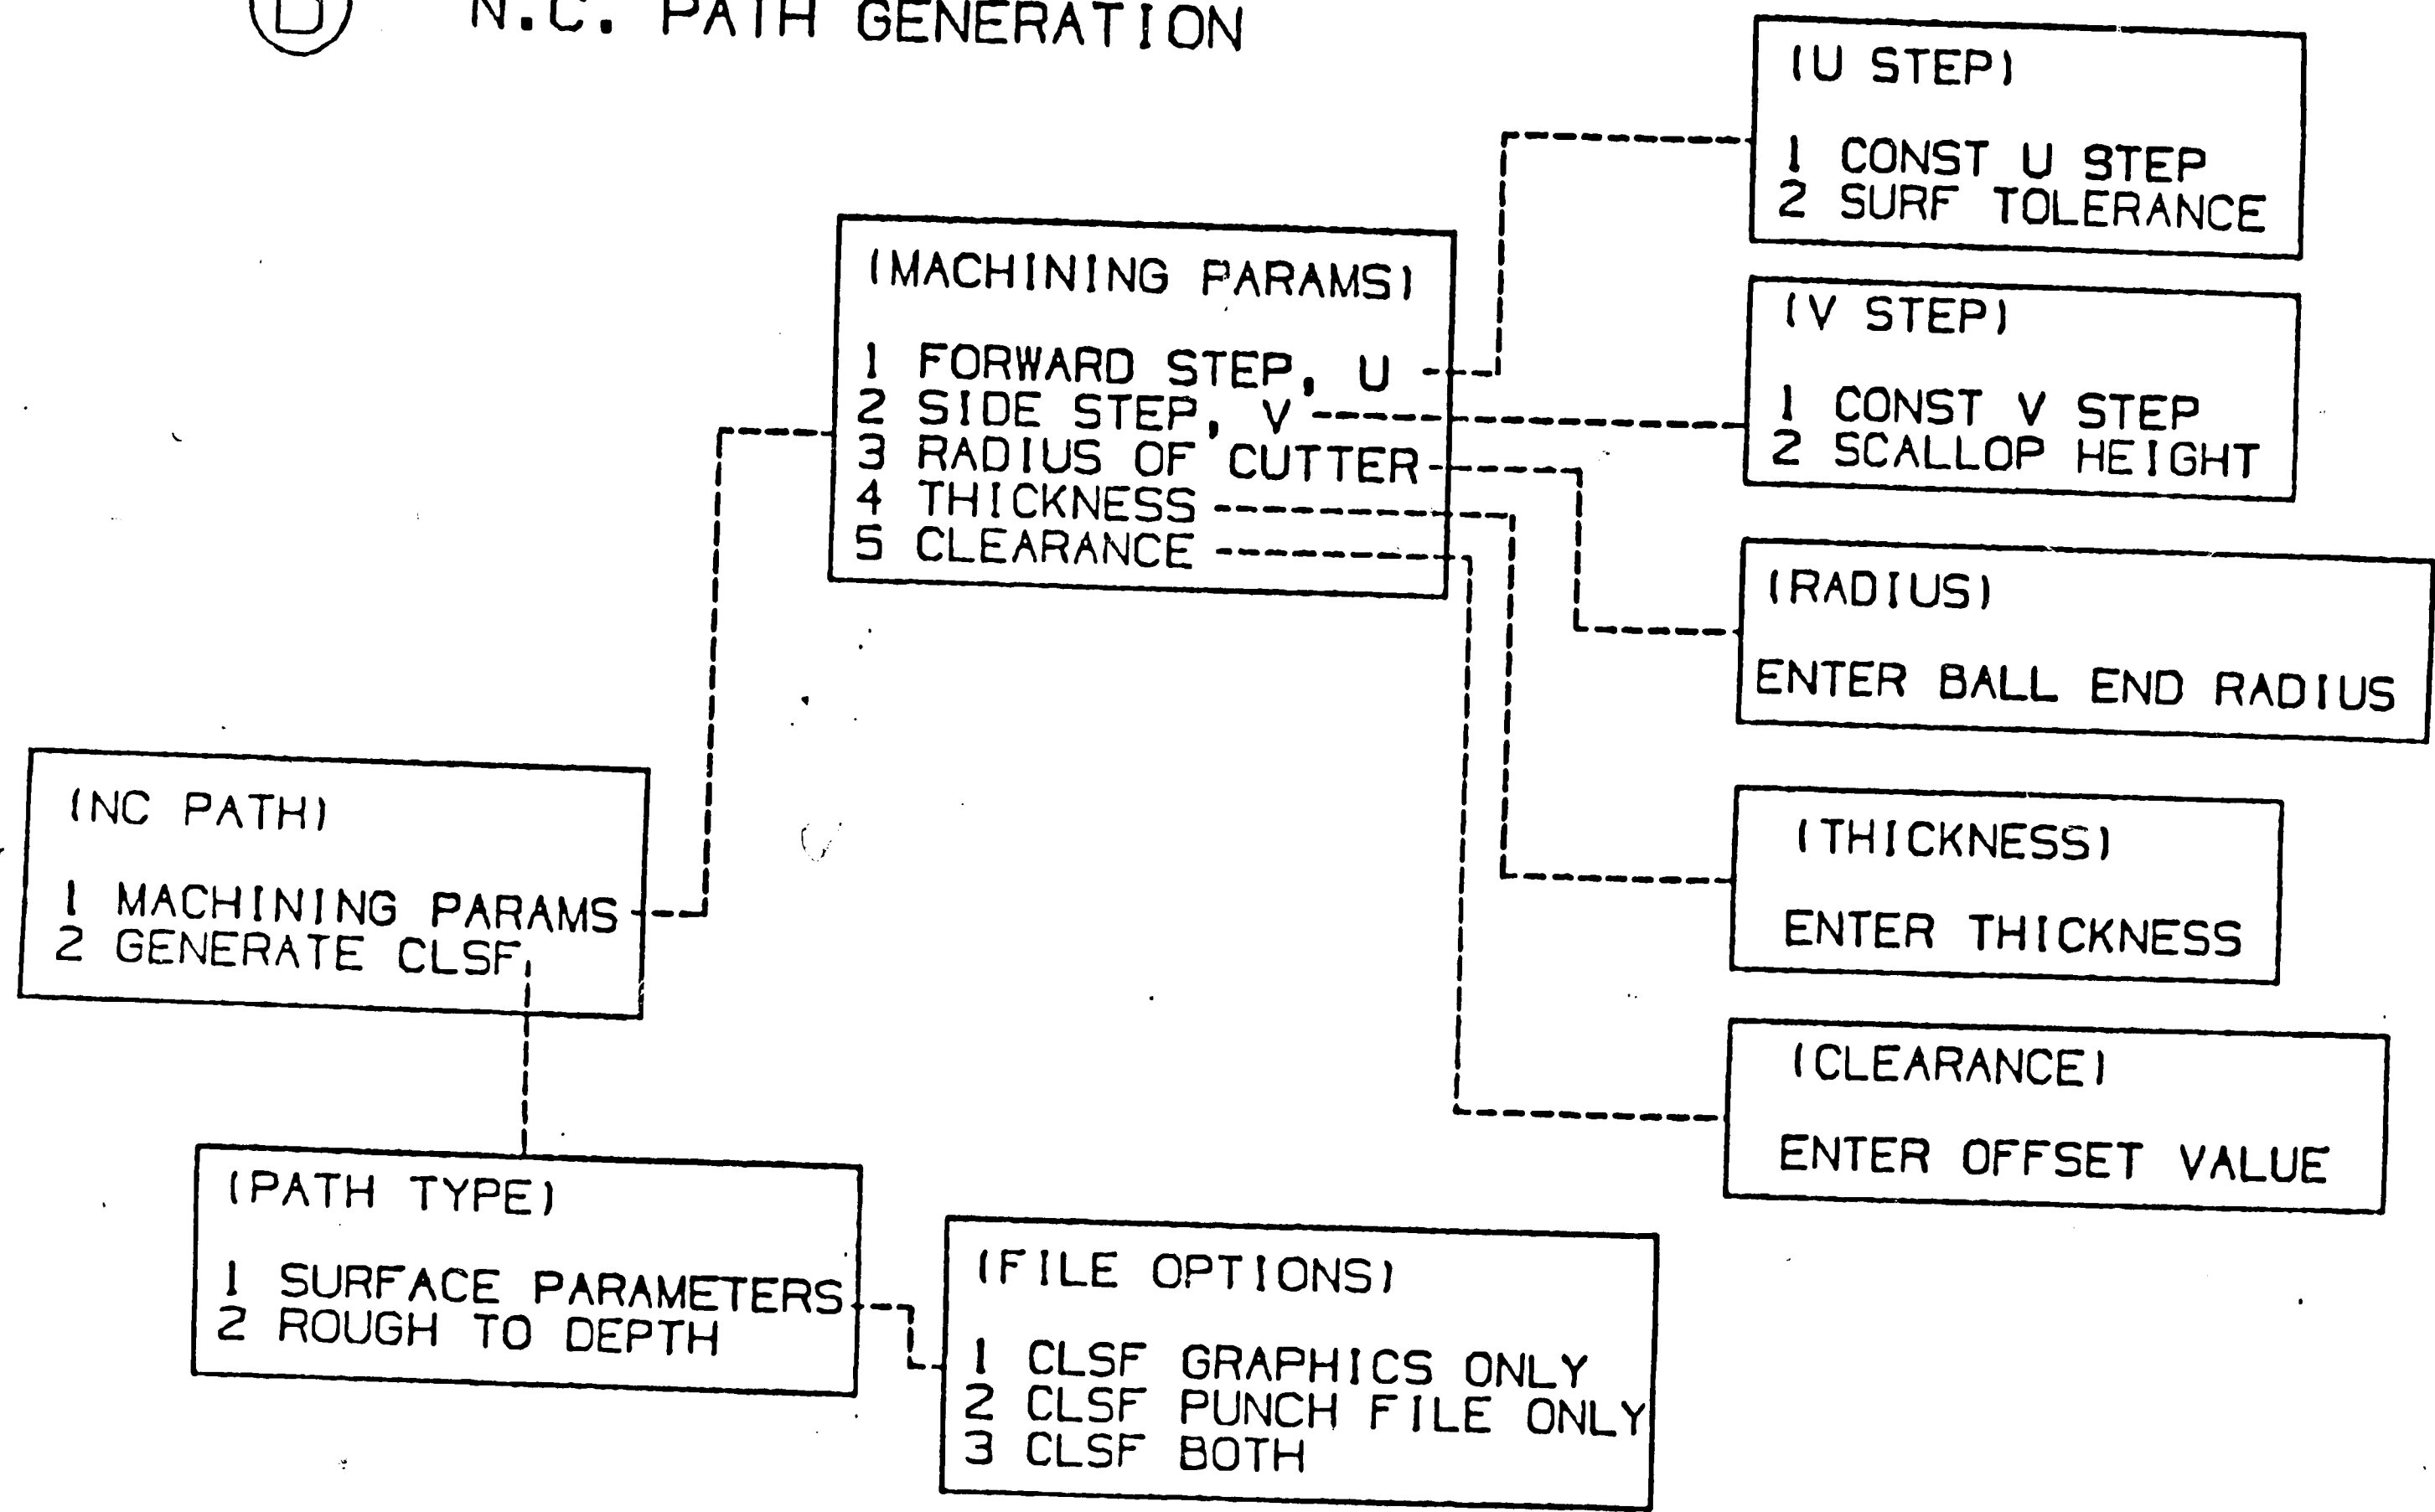 N.C. PATH GENERATION
(U STEP)
1 CONST U STEP
2 SURF TOLERANCE
(MACHINING PARAMS)
1 FORWARD STEP, U
2 SIDE STEP, V
3 RADIUS OF CUTTER
4 THICKNESS
5 CLEARANCE
(V STEP)
1 CONST V STEP
2 SCALLOP HEIGHT
(RADIUS)
ENTER BALL END RADIUS
(THICKNESS)
ENTER THICKNESS
(CLEARANCE)
ENTER OFFSET VALUE
(NC PATH)
1 MACHINING PARAMS
2 GENERATE CLSF
(PATH TYPE)
1 SURFACE PARAMETERS
2 ROUGH TO DEPTH
(FILE OPTIONS)
1 CLSF GRAPHICS ONLY
2 CLSF PUNCH FILE ONLY
3 CLSF BOTH